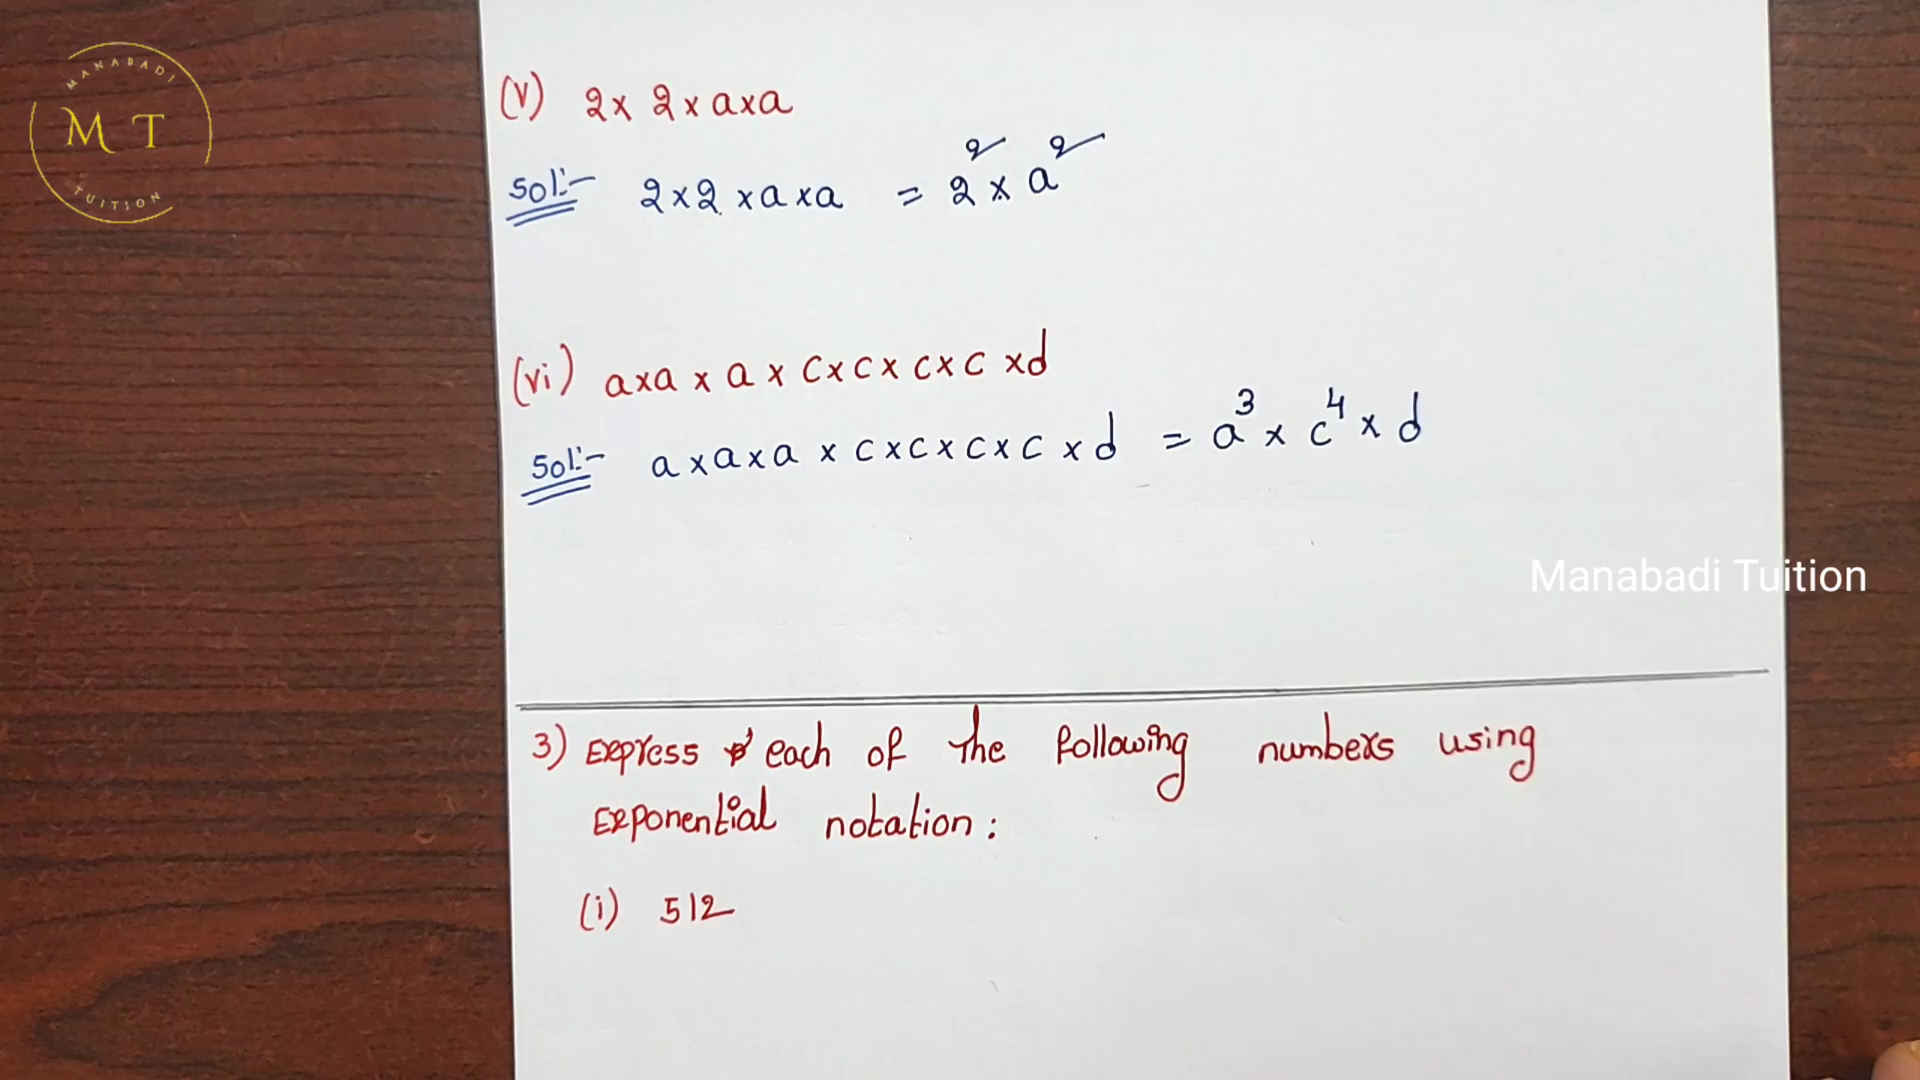 MANABADI
MT
TUITION
(v) 2 x 2 x a x a
Sol:- 2 x 2 x a x a = 2² x a²
(vi) a x a x a x c x c x c x c x d
Sol:- a x a x a x c x c x c x c x d = a³ x c⁴ x d
Manabadi Tuition
3) Express each of the following numbers using
Exponential notation:
(i) 512